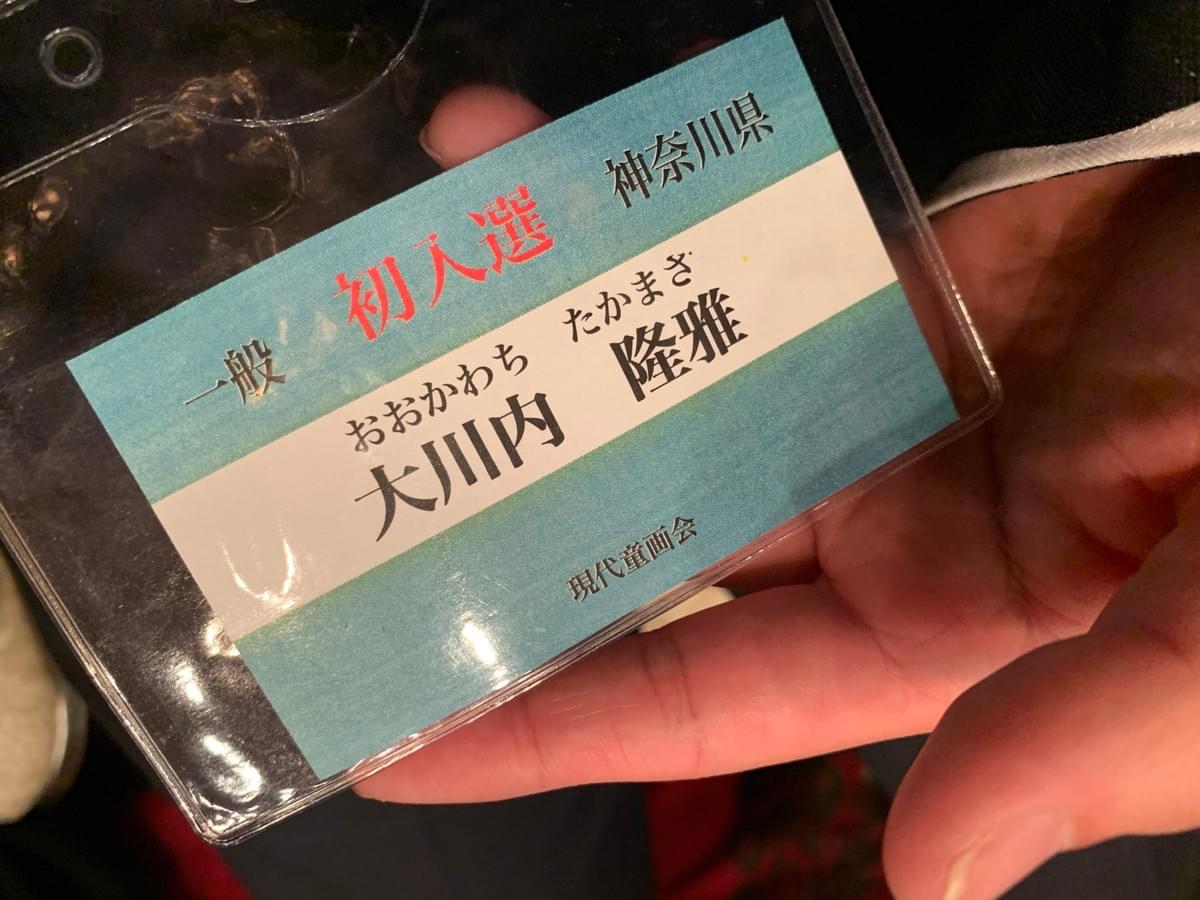 一般 初入選 神奈川県
おおかわち たかまさ
大川内 隆雅
現代童画会